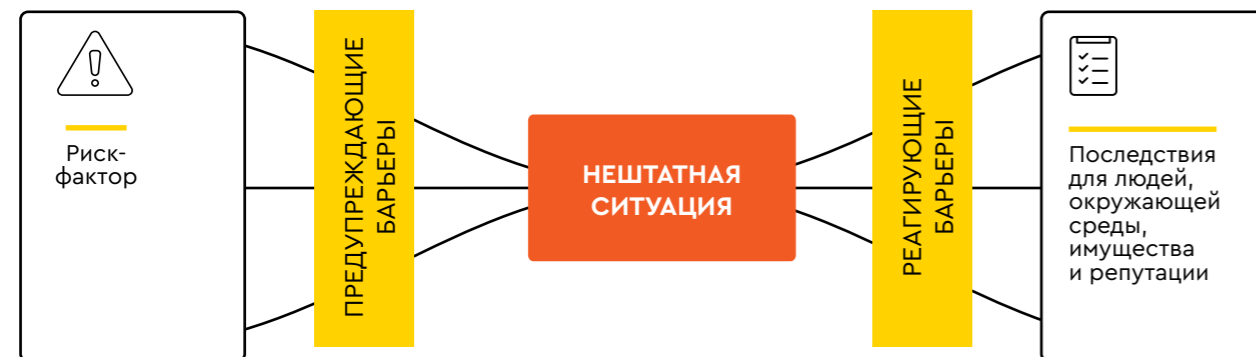 Риск-
фактор
ПРЕДУПРЕЖДАЮЩИЕ
БАРЬЕРЫ
НЕШТАТНАЯ
СИТУАЦИЯ
РЕАГИРУЮЩИЕ
БАРЬЕРЫ
Последствия
для людей,
окружающей
среды,
имущества
и репутации